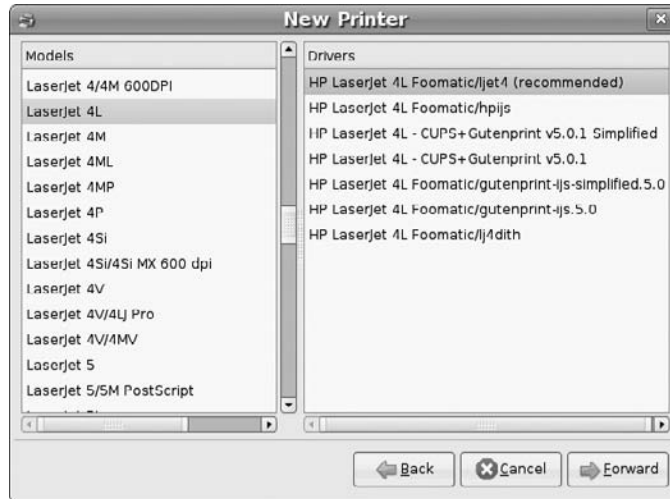 New Printer
Models
LaserJet 4/4M 600DPI
LaserJet 4L
LaserJet 4M
LaserJet 4ML
LaserJet 4MP
LaserJet 4P
LaserJet 4Si
LaserJet 4Si/4Si MX 600 dpi
LaserJet 4V
LaserJet 4V/4LJ Pro
LaserJet 4V/4MV
LaserJet 5
LaserJet 5/5M PostScript
Drivers
HP LaserJet 4L Foomatic/ljet4 (recommended)
HP LaserJet 4L Foomatic/hpijs
HP LaserJet 4L - CUPS+Gutenprint v5.0.1 Simplified
HP LaserJet 4L - CUPS+Gutenprint v5.0.1
HP LaserJet 4L Foomatic/gutenprint-ijs-simplified.5.0
HP LaserJet 4L Foomatic/gutenprint-ijs.5.0
HP LaserJet 4L Foomatic/lj4dith
Back
Cancel
Forward